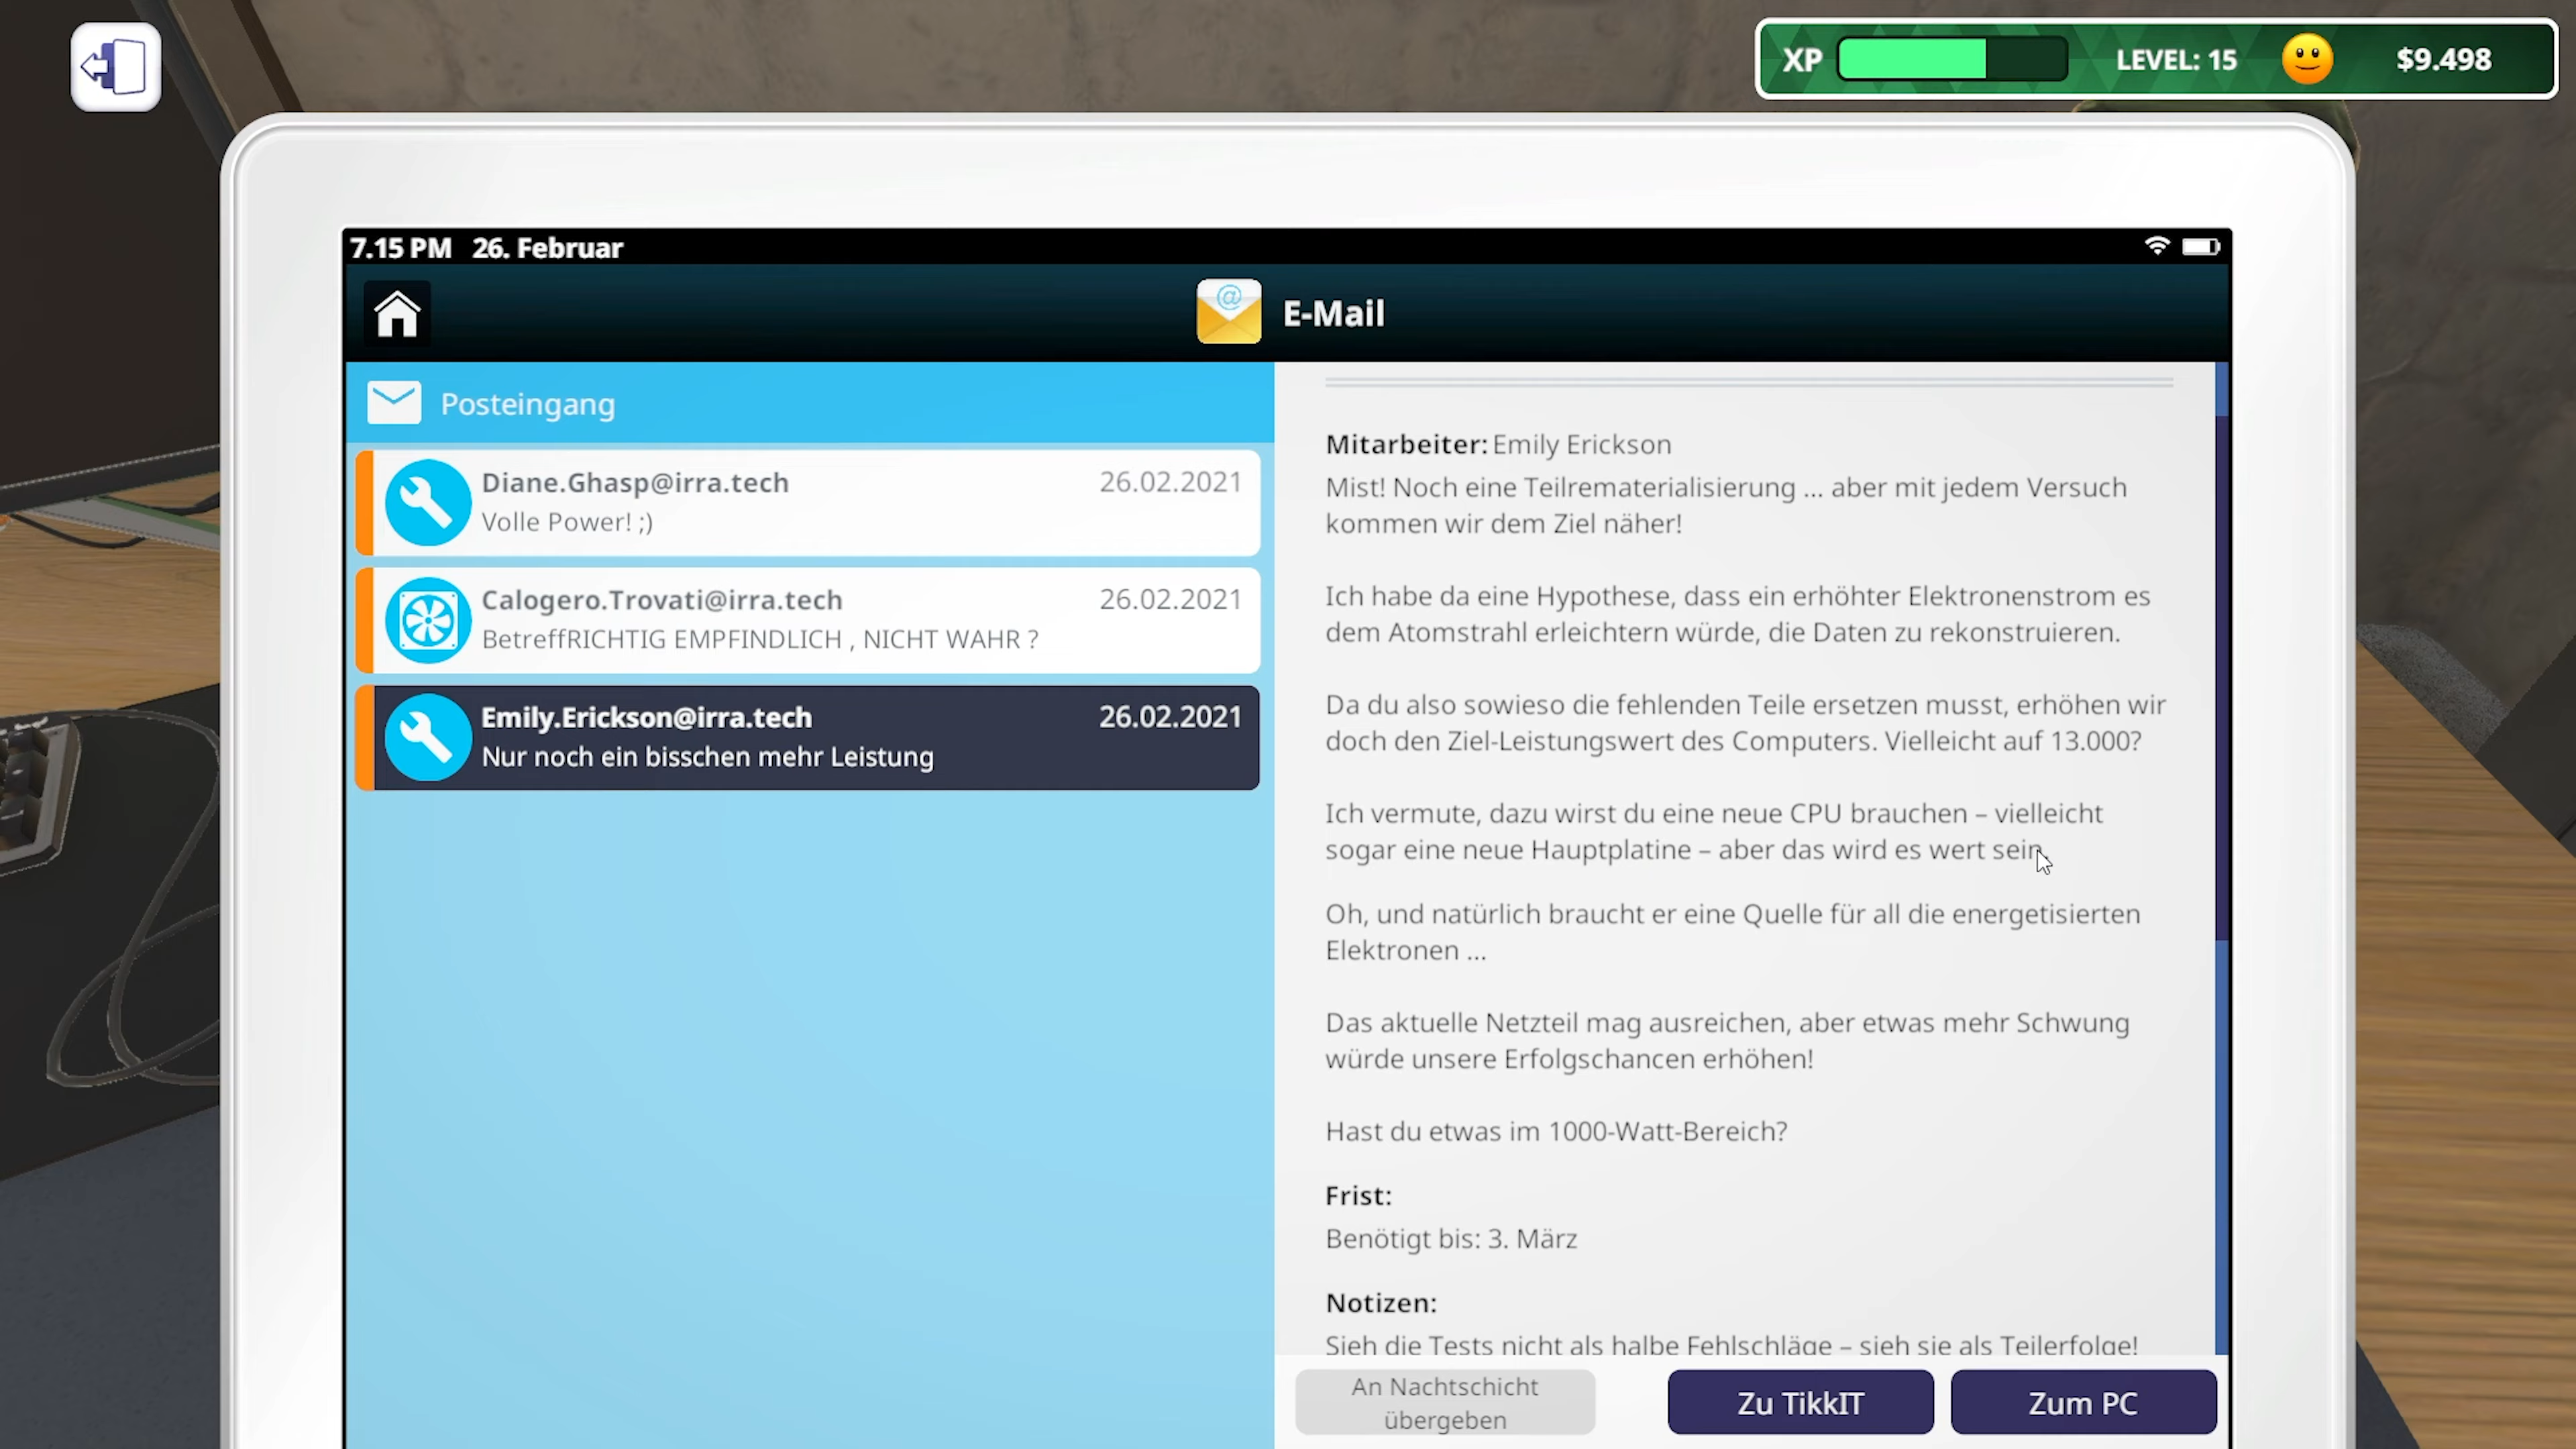 XP
LEVEL: 15
$9.498
7.15 PM 26. Februar
E-Mail
Posteingang
Diane.Ghasp@irra.tech 26.02.2021
Volle Power! ;)
Calogero.Trovati@irra.tech 26.02.2021
BetreffRICHTIG EMPFINDLICH , NICHT WAHR ?
Emily.Erickson@irra.tech 26.02.2021
Nur noch ein bisschen mehr Leistung
Mitarbeiter: Emily Erickson
Mist! Noch eine Teilrematerialisierung ... aber mit jedem Versuch
kommen wir dem Ziel näher!
Ich habe da eine Hypothese, dass ein erhöhter Elektronenstrom es
dem Atomstrahl erleichtern würde, die Daten zu rekonstruieren.
Da du also sowieso die fehlenden Teile ersetzen musst, erhöhen wir
doch den Ziel-Leistungswert des Computers. Vielleicht auf 13.000?
Ich vermute, dazu wirst du eine neue CPU brauchen – vielleicht
sogar eine neue Hauptplatine – aber das wird es wert sein.
Oh, und natürlich braucht er eine Quelle für all die energetisierten
Elektronen ...
Das aktuelle Netzteil mag ausreichen, aber etwas mehr Schwung
würde unsere Erfolgschancen erhöhen!
Hast du etwas im 1000-Watt-Bereich?
Frist:
Benötigt bis: 3. März
Notizen:
Sieh die Tests nicht als halbe Fehlschläge – sieh sie als Teilerfolge!
An Nachtschicht
übergeben
Zu TikkIT
Zum PC